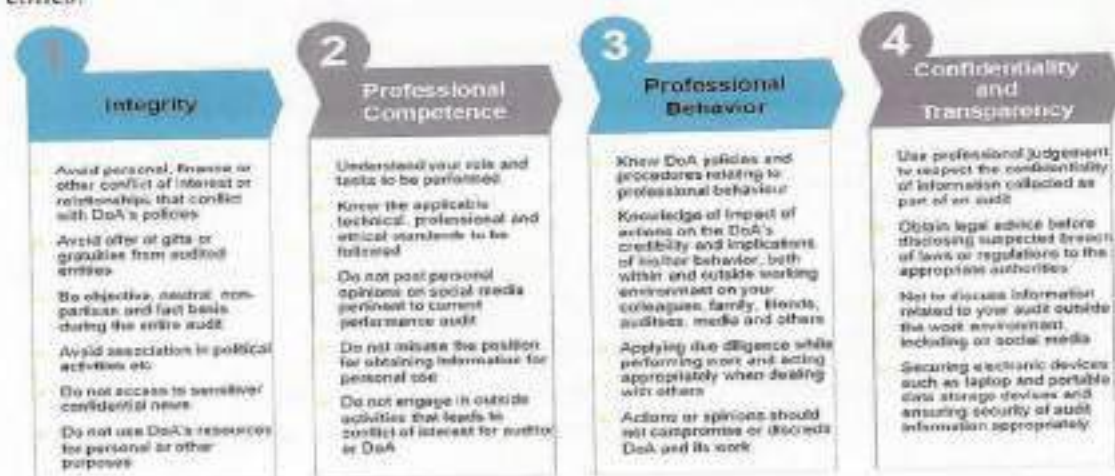 ethics.
1
Integrity
Avoid personal, finance or
other conflict of interest or
relationships that conflict
with DoA's policies
Avoid offer of gifts or
gratuities from audited
entities
Be objective, neutral, non-
partisan and fact basis
during the entire audit
Avoid association in political
activities etc
Do not access to sensitive/
confidential news
Do not use DoA's resources
for personal or other
purposes
2
Professional
Competence
Understand your role and
tasks to be performed
Know the applicable
technical, professional and
ethical standards to be
followed
Do not post personal
opinions on social media
pertinent to current
performance audit
Do not misuse the position
for obtaining information for
personal use
Do not engage in outside
activities that leads to
conflict of interest for auditor
or DoA
3
Professional
Behavior
Know DoA policies and
procedures relating to
professional behaviour
Knowledge of impact of
actions on the DoA's
credibility and implications
of his/her behavior, both
within and outside working
environment on your
colleagues, family, friends,
auditees, media and others
Applying due diligence while
performing work and acting
appropriately when dealing
with others
Actions or opinions should
not compromise or discredit
DoA and its work
4
Confidentiality
and
Transparency
Use professional judgement
to respect the confidentiality
of information collected as
part of an audit
Obtain legal advice before
disclosing suspected breach
of laws or regulations to the
appropriate authorities
Not to discuss information
related to your audit outside
the work environment,
including on social media
Securing electronic devices
such as laptop and portable
data storage devices and
ensuring security of audit
information appropriately